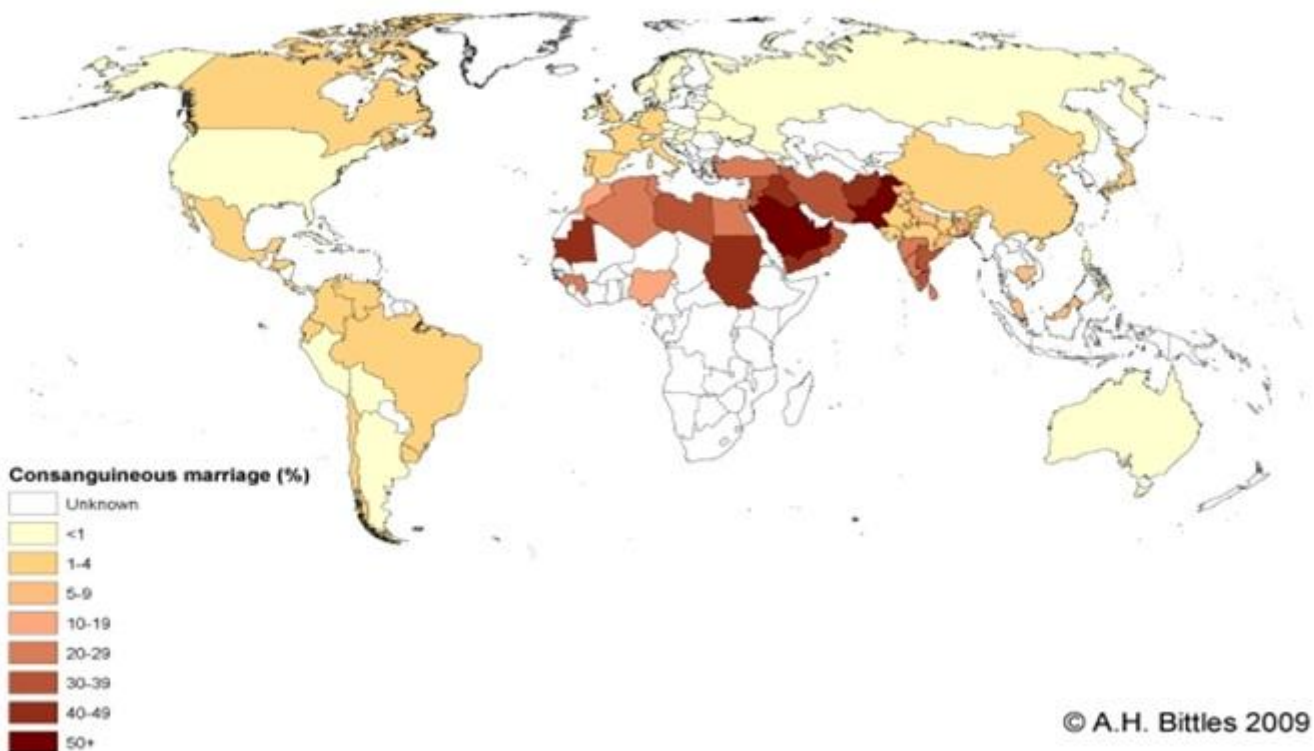 Consanguineous marriage (%)
Unknown
<1
1-4
5-9
10-19
20-29
30-39
40-49
50+
© A.H. Bittles 2009